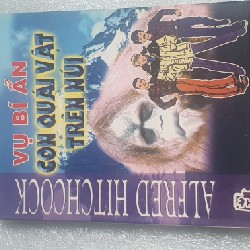 VỤ BÍ ẨN
CON QUÁI VẬT
TRÊN NÚI
ALFRED HITCHCOCK